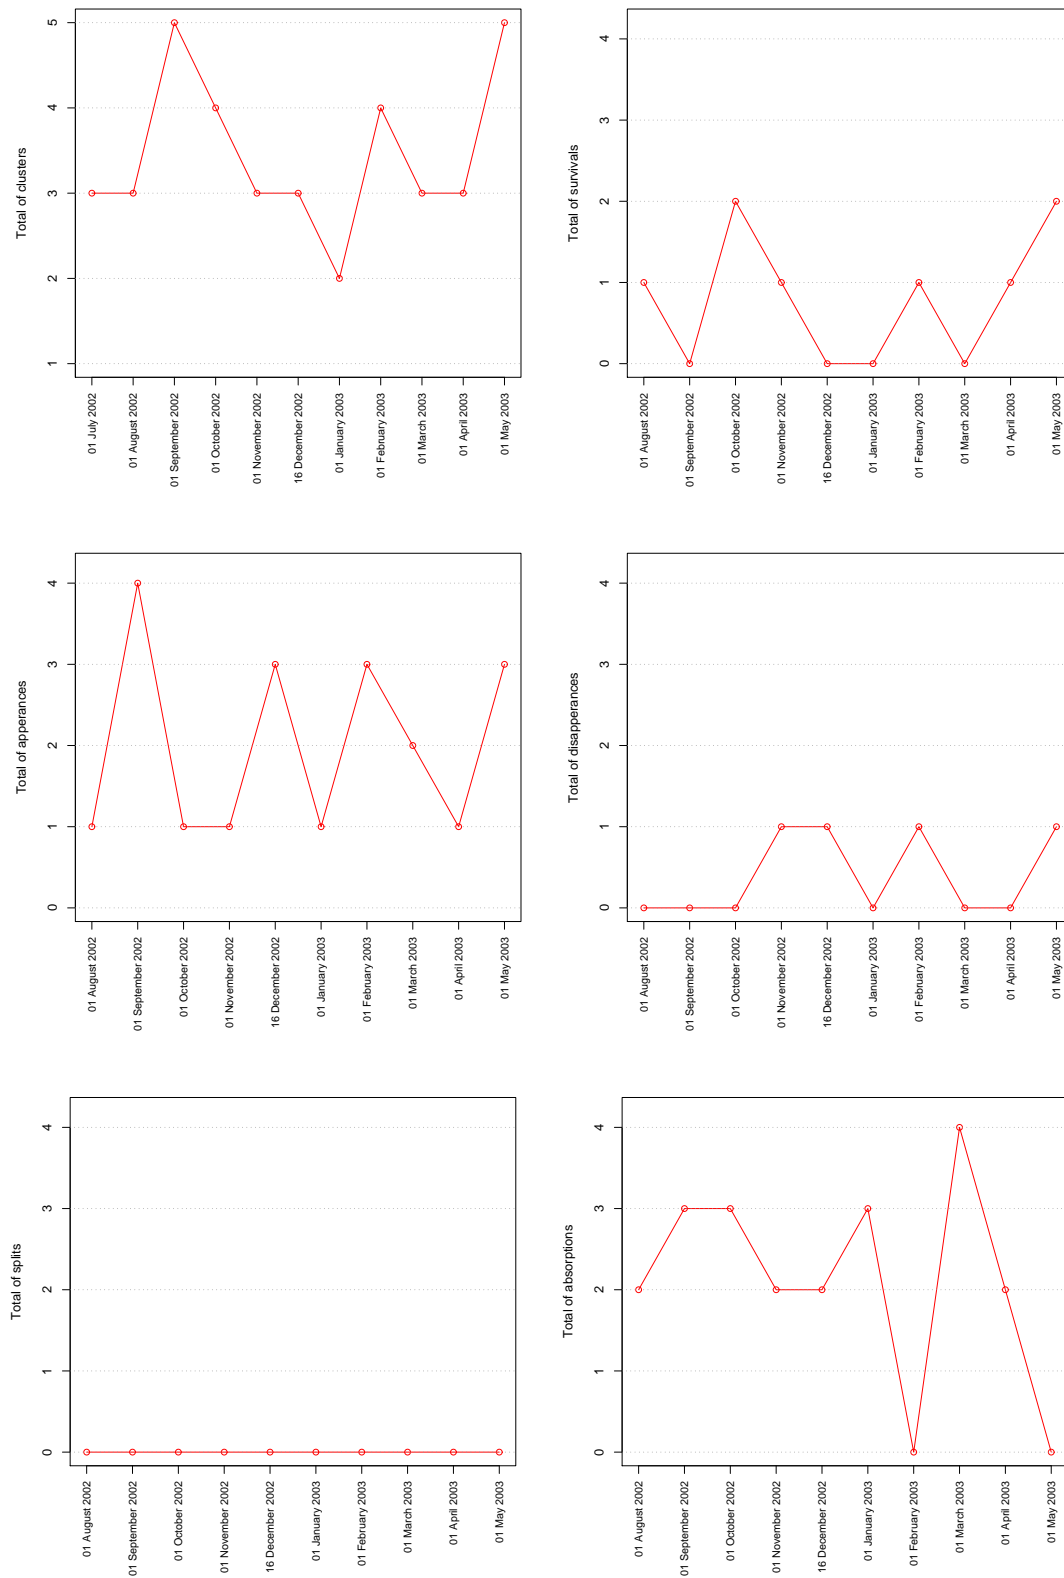 Total of clusters
5
4
3
2
1
01 July 2002
01 August 2002
01 September 2002
01 October 2002
01 November 2002
16 December 2002
01 January 2003
01 February 2003
01 March 2003
01 April 2003
01 May 2003
Total of survivals
4
3
2
1
0
01 August 2002
01 September 2002
01 October 2002
01 November 2002
16 December 2002
01 January 2003
01 February 2003
01 March 2003
01 April 2003
01 May 2003
Total of apperances
4
3
2
1
0
01 August 2002
01 September 2002
01 October 2002
01 November 2002
16 December 2002
01 January 2003
01 February 2003
01 March 2003
01 April 2003
01 May 2003
Total of disapperances
4
3
2
1
0
01 August 2002
01 September 2002
01 October 2002
01 November 2002
16 December 2002
01 January 2003
01 February 2003
01 March 2003
01 April 2003
01 May 2003
Total of splits
4
3
2
1
0
01 August 2002
01 September 2002
01 October 2002
01 November 2002
16 December 2002
01 January 2003
01 February 2003
01 March 2003
01 April 2003
01 May 2003
Total of absorptions
4
3
2
1
0
01 August 2002
01 September 2002
01 October 2002
01 November 2002
16 December 2002
01 January 2003
01 February 2003
01 March 2003
01 April 2003
01 May 2003